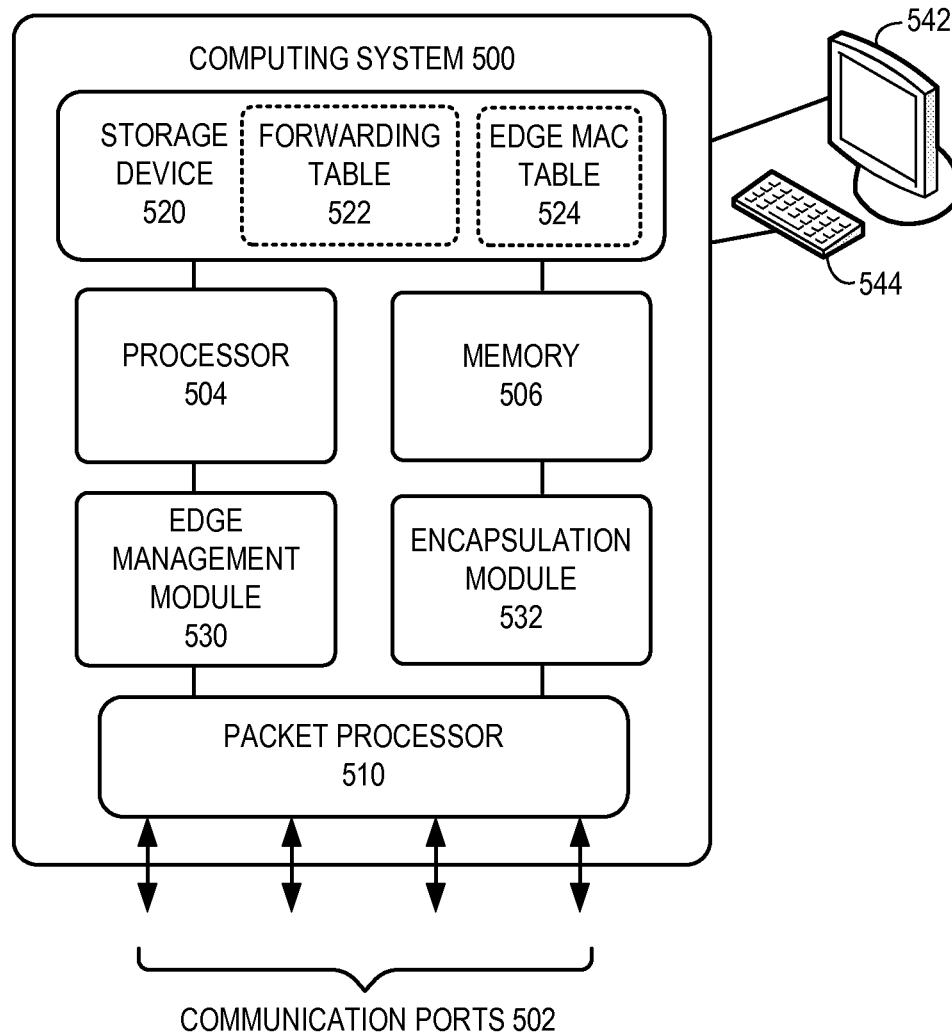 542
COMPUTING SYSTEM 500
STORAGE
DEVICE
520
FORWARDING
TABLE
522
EDGE MAC
TABLE
524
544
PROCESSOR
504
MEMORY
506
EDGE
MANAGEMENT
MODULE
530
ENCAPSULATION
MODULE
532
PACKET PROCESSOR
510
COMMUNICATION PORTS 502